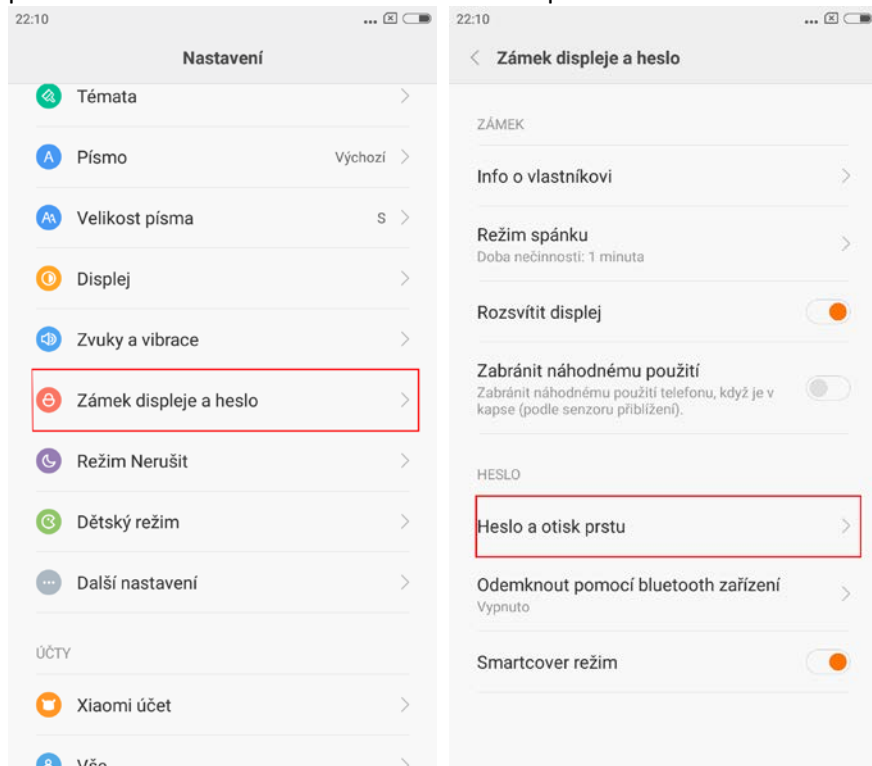 22:10
Nastavení
Témata
Písmo Výchozí
Velikost písma S
Displej
Zvuky a vibrace
Zámek displeje a heslo
Režim Nerušit
Dětský režim
Další nastavení
ÚČTY
Xiaomi účet
22:10
Zámek displeje a heslo
ZÁMEK
Info o vlastníkovi
Režim spánku
Doba nečinnosti: 1 minuta
Rozsvítit displej
Zabránit náhodnému použití
Zabránit náhodnému použití telefonu, když je v
kapse (podle senzoru přiblížení).
HESLO
Heslo a otisk prstu
Odemknout pomocí bluetooth zařízení
Vypnuto
Smartcover režim